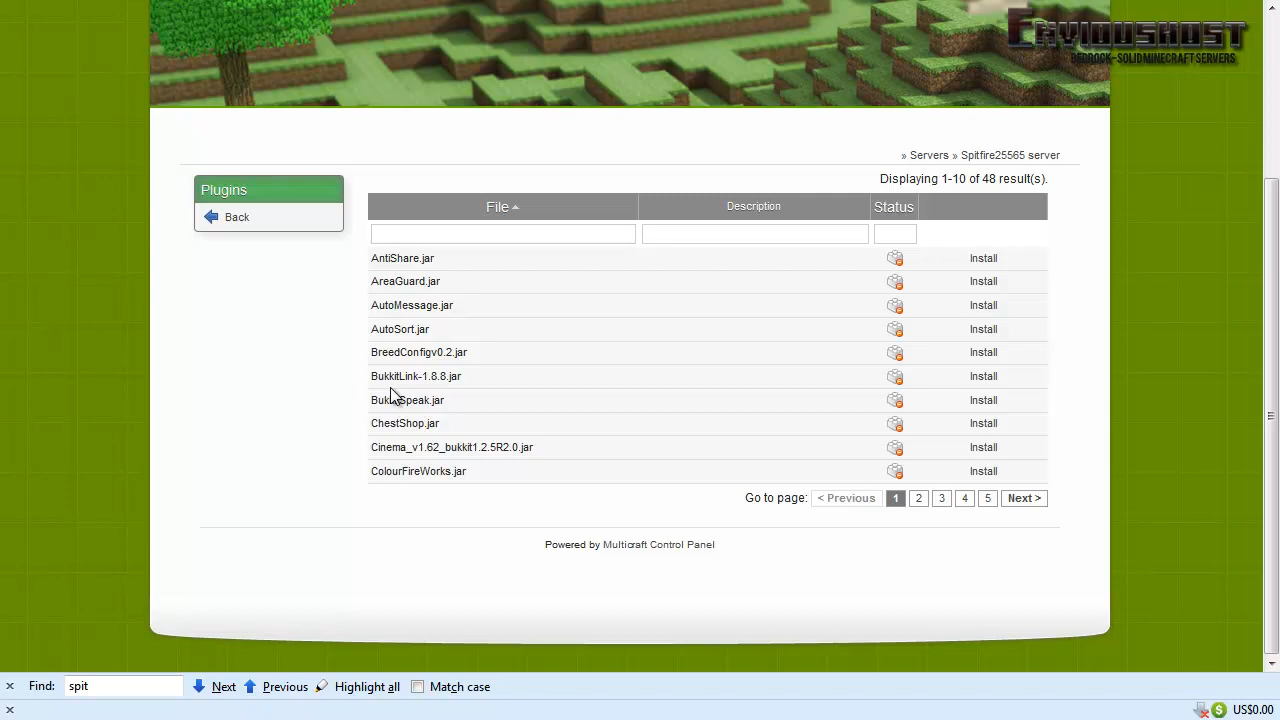 ENVIOUSHOST
BEDROCK-SOLID MINECRAFT SERVERS
» Servers » Spitfire25565 server
Displaying 1-10 of 48 result(s).
Plugins
Back
File Description Status
AntiShare.jar Install
AreaGuard.jar Install
AutoMessage.jar Install
AutoSort.jar Install
BreedConfigv0.2.jar Install
BukkitLink-1.8.8.jar Install
BukkitSpeak.jar Install
ChestShop.jar Install
Cinema_v1.62_bukkit1.2.5R2.0.jar Install
ColourFireWorks.jar Install
Go to page: < Previous 1 2 3 4 5 Next >
Powered by Multicraft Control Panel
× Find: spit Next Previous Highlight all Match case
× US$0.00